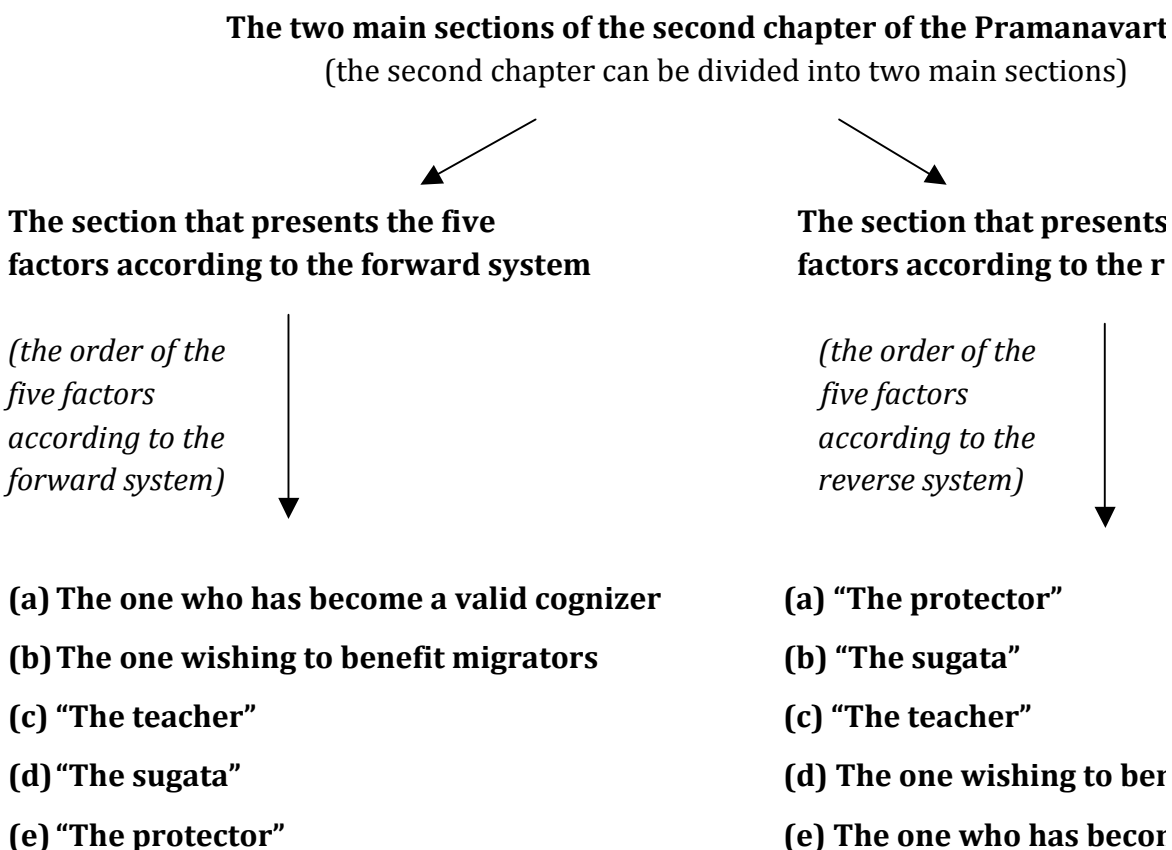 The two main sections of the second chapter of the Pramanavart
(the second chapter can be divided into two main sections)
The section that presents the five
factors according to the forward system
(the order of the
five factors
according to the
forward system)
(a) The one who has become a valid cognizer
(b) The one wishing to benefit migrators
(c) “The teacher”
(d) “The sugata”
(e) “The protector”
The section that presents
factors according to the r
(the order of the
five factors
according to the
reverse system)
(a) “The protector”
(b) “The sugata”
(c) “The teacher”
(d) The one wishing to ben
(e) The one who has becom